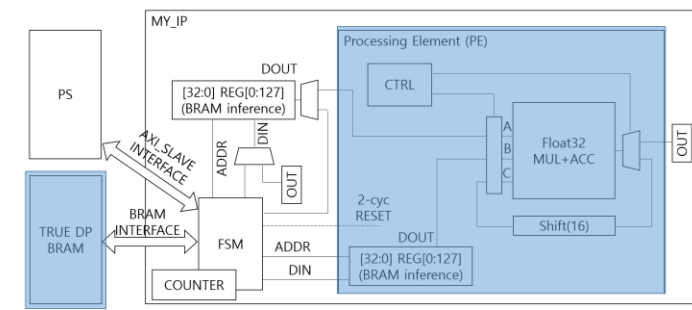 MY_IP
Processing Element (PE)
PS
DOUT
[32:0] REG[0:127]
(BRAM inference)
CTRL
AXI_SLAVE
INTERFACE
ADDR
DIN
OUT
A
B
C
Float32
MUL+ACC
OUT
TRUE DP
BRAM
BRAM
INTERFACE
FSM
2-cyc
RESET
Shift(16)
DOUT
ADDR
DIN
[32:0] REG[0:127]
(BRAM inference)
COUNTER